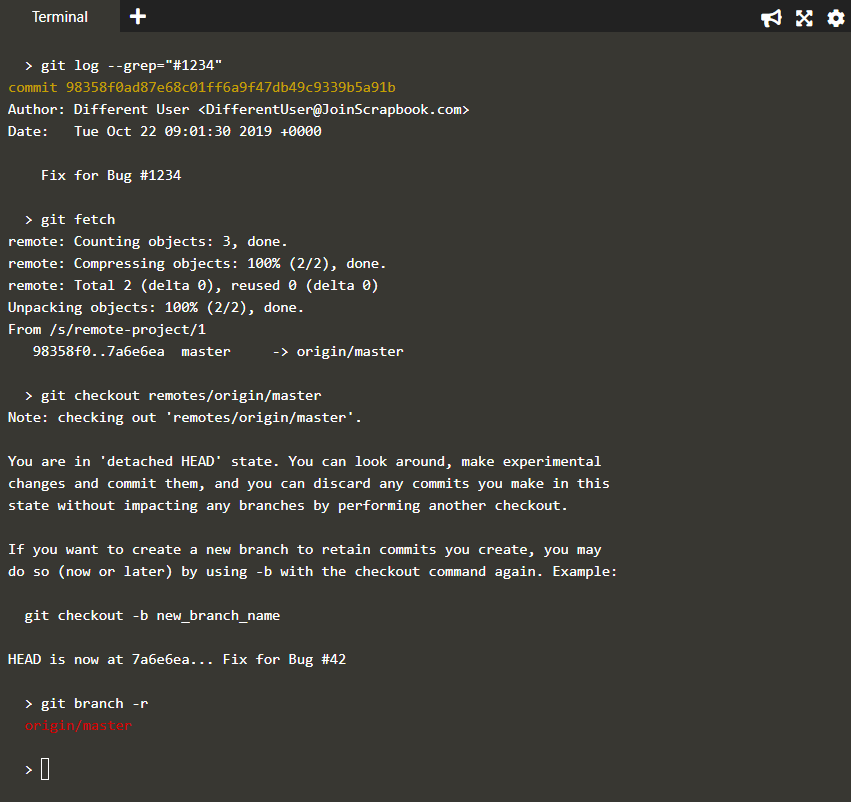 Terminal
> git log --grep="#1234"
commit 98358f0ad87e68c01ff6a9f47db49c9339b5a91b
Author: Different User <DifferentUser@JoinScrapbook.com>
Date:   Tue Oct 22 09:01:30 2019 +0000
Fix for Bug #1234
> git fetch
remote: Counting objects: 3, done.
remote: Compressing objects: 100% (2/2), done.
remote: Total 2 (delta 0), reused 0 (delta 0)
Unpacking objects: 100% (2/2), done.
From /s/remote-project/1
98358f0..7a6e6ea  master     -> origin/master
> git checkout remotes/origin/master
Note: checking out 'remotes/origin/master'.
You are in 'detached HEAD' state. You can look around, make experimental
changes and commit them, and you can discard any commits you make in this
state without impacting any branches by performing another checkout.
If you want to create a new branch to retain commits you create, you may
do so (now or later) by using -b with the checkout command again. Example:
git checkout -b new_branch_name
HEAD is now at 7a6e6ea... Fix for Bug #42
> git branch -r
origin/master
>